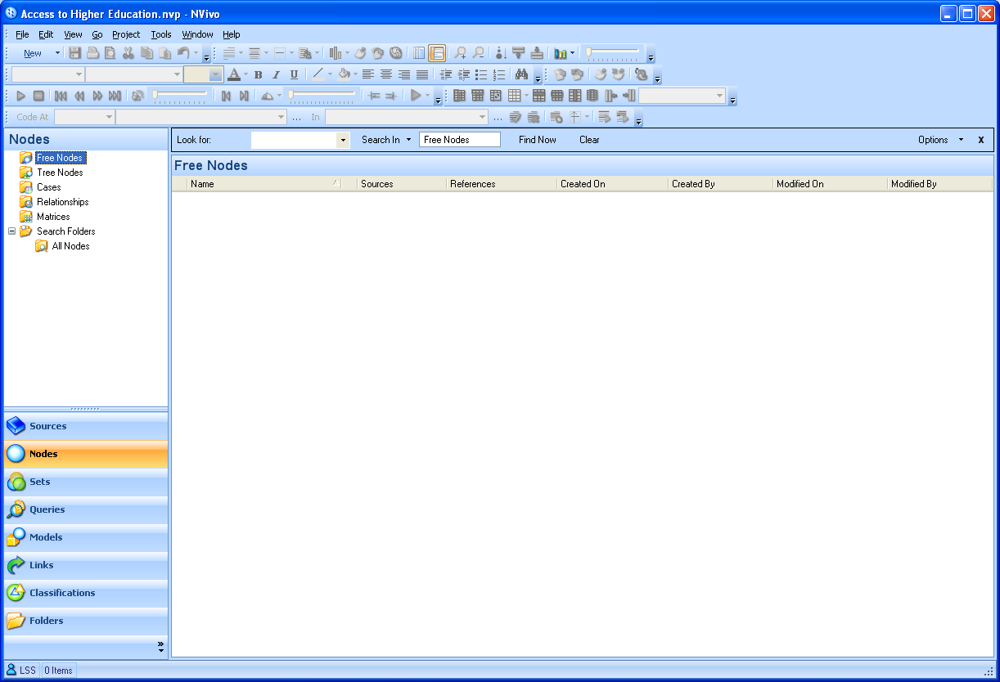 Access to Higher Education.nvp - NVivo
File Edit View Go Project Tools Window Help
New
A B I U
Code At ... In ...
Nodes
Free Nodes
Tree Nodes
Cases
Relationships
Matrices
Search Folders
All Nodes
Sources
Nodes
Sets
Queries
Models
Links
Classifications
Folders
Look for: Search In Free Nodes Find Now Clear Options x
Free Nodes
Name Sources References Created On Created By Modified On Modified By
LSS 0 Items